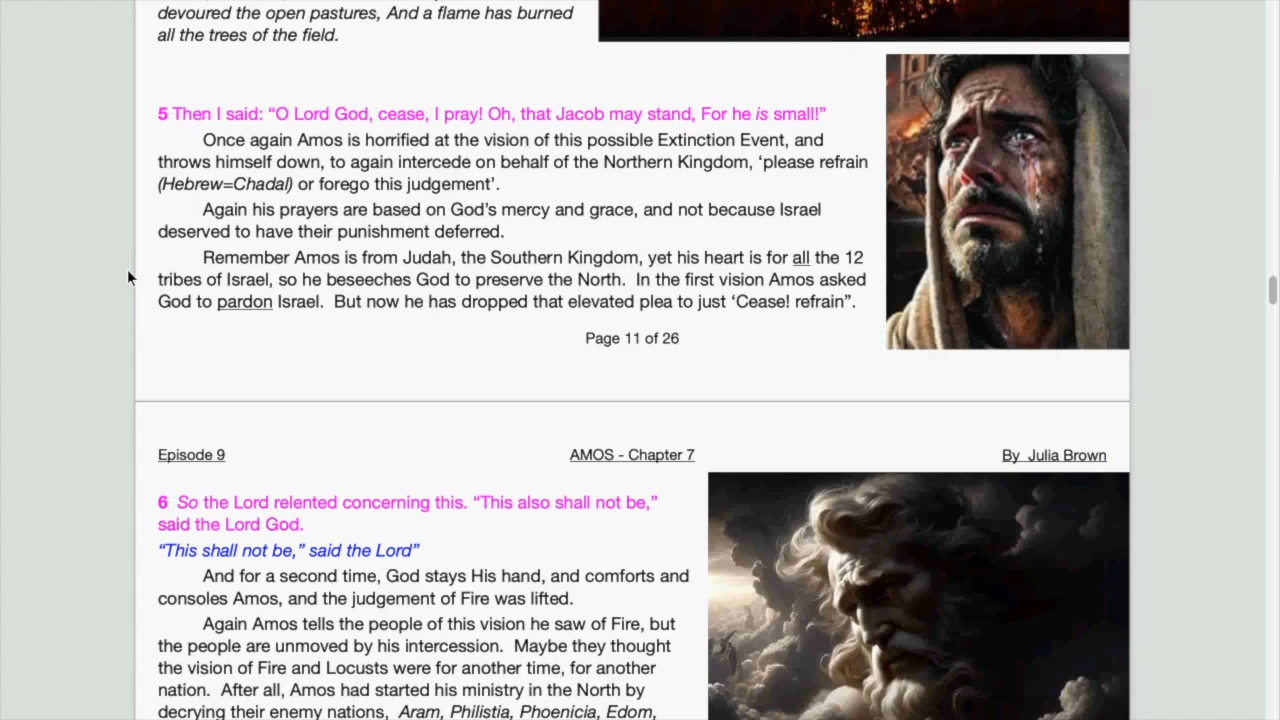 devoured the open pastures, And a flame has burned
all the trees of the field.
5 Then I said: “O Lord God, cease, I pray! Oh, that Jacob may stand, For he is small!”
Once again Amos is horrified at the vision of this possible Extinction Event, and
throws himself down, to again intercede on behalf of the Northern Kingdom, ‘please refrain
(Hebrew=Chadal) or forego this judgement’.
Again his prayers are based on God’s mercy and grace, and not because Israel
deserved to have their punishment deferred.
Remember Amos is from Judah, the Southern Kingdom, yet his heart is for all the 12
tribes of Israel, so he beseeches God to preserve the North.  In the first vision Amos asked
God to pardon Israel.  But now he has dropped that elevated plea to just ‘Cease! refrain”.
Page 11 of 26
Episode 9 AMOS - Chapter 7 By  Julia Brown
6  So the Lord relented concerning this. “This also shall not be,”
said the Lord God.
“This shall not be,” said the Lord”
And for a second time, God stays His hand, and comforts and
consoles Amos, and the judgement of Fire was lifted.
Again Amos tells the people of this vision he saw of Fire, but
the people are unmoved by his intercession.  Maybe they thought
the vision of Fire and Locusts were for another time, for another
nation.  After all, Amos had started his ministry in the North by
decrying their enemy nations,  Aram, Philistia, Phoenicia, Edom,